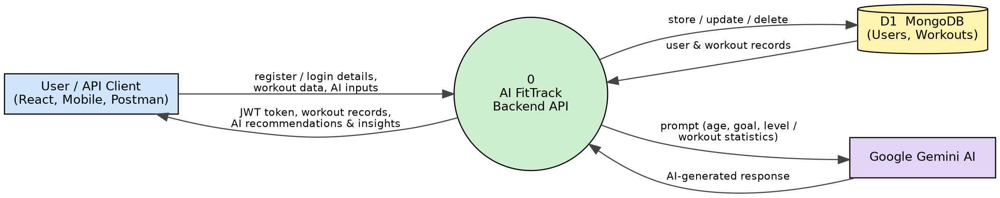 User / API Client
(React, Mobile, Postman)
register / login details,
workout data, AI inputs
JWT token, workout records,
AI recommendations & insights
0
AI FitTrack
Backend API
store / update / delete
user & workout records
D1  MongoDB
(Users, Workouts)
prompt (age, goal, level /
workout statistics)
AI-generated response
Google Gemini AI